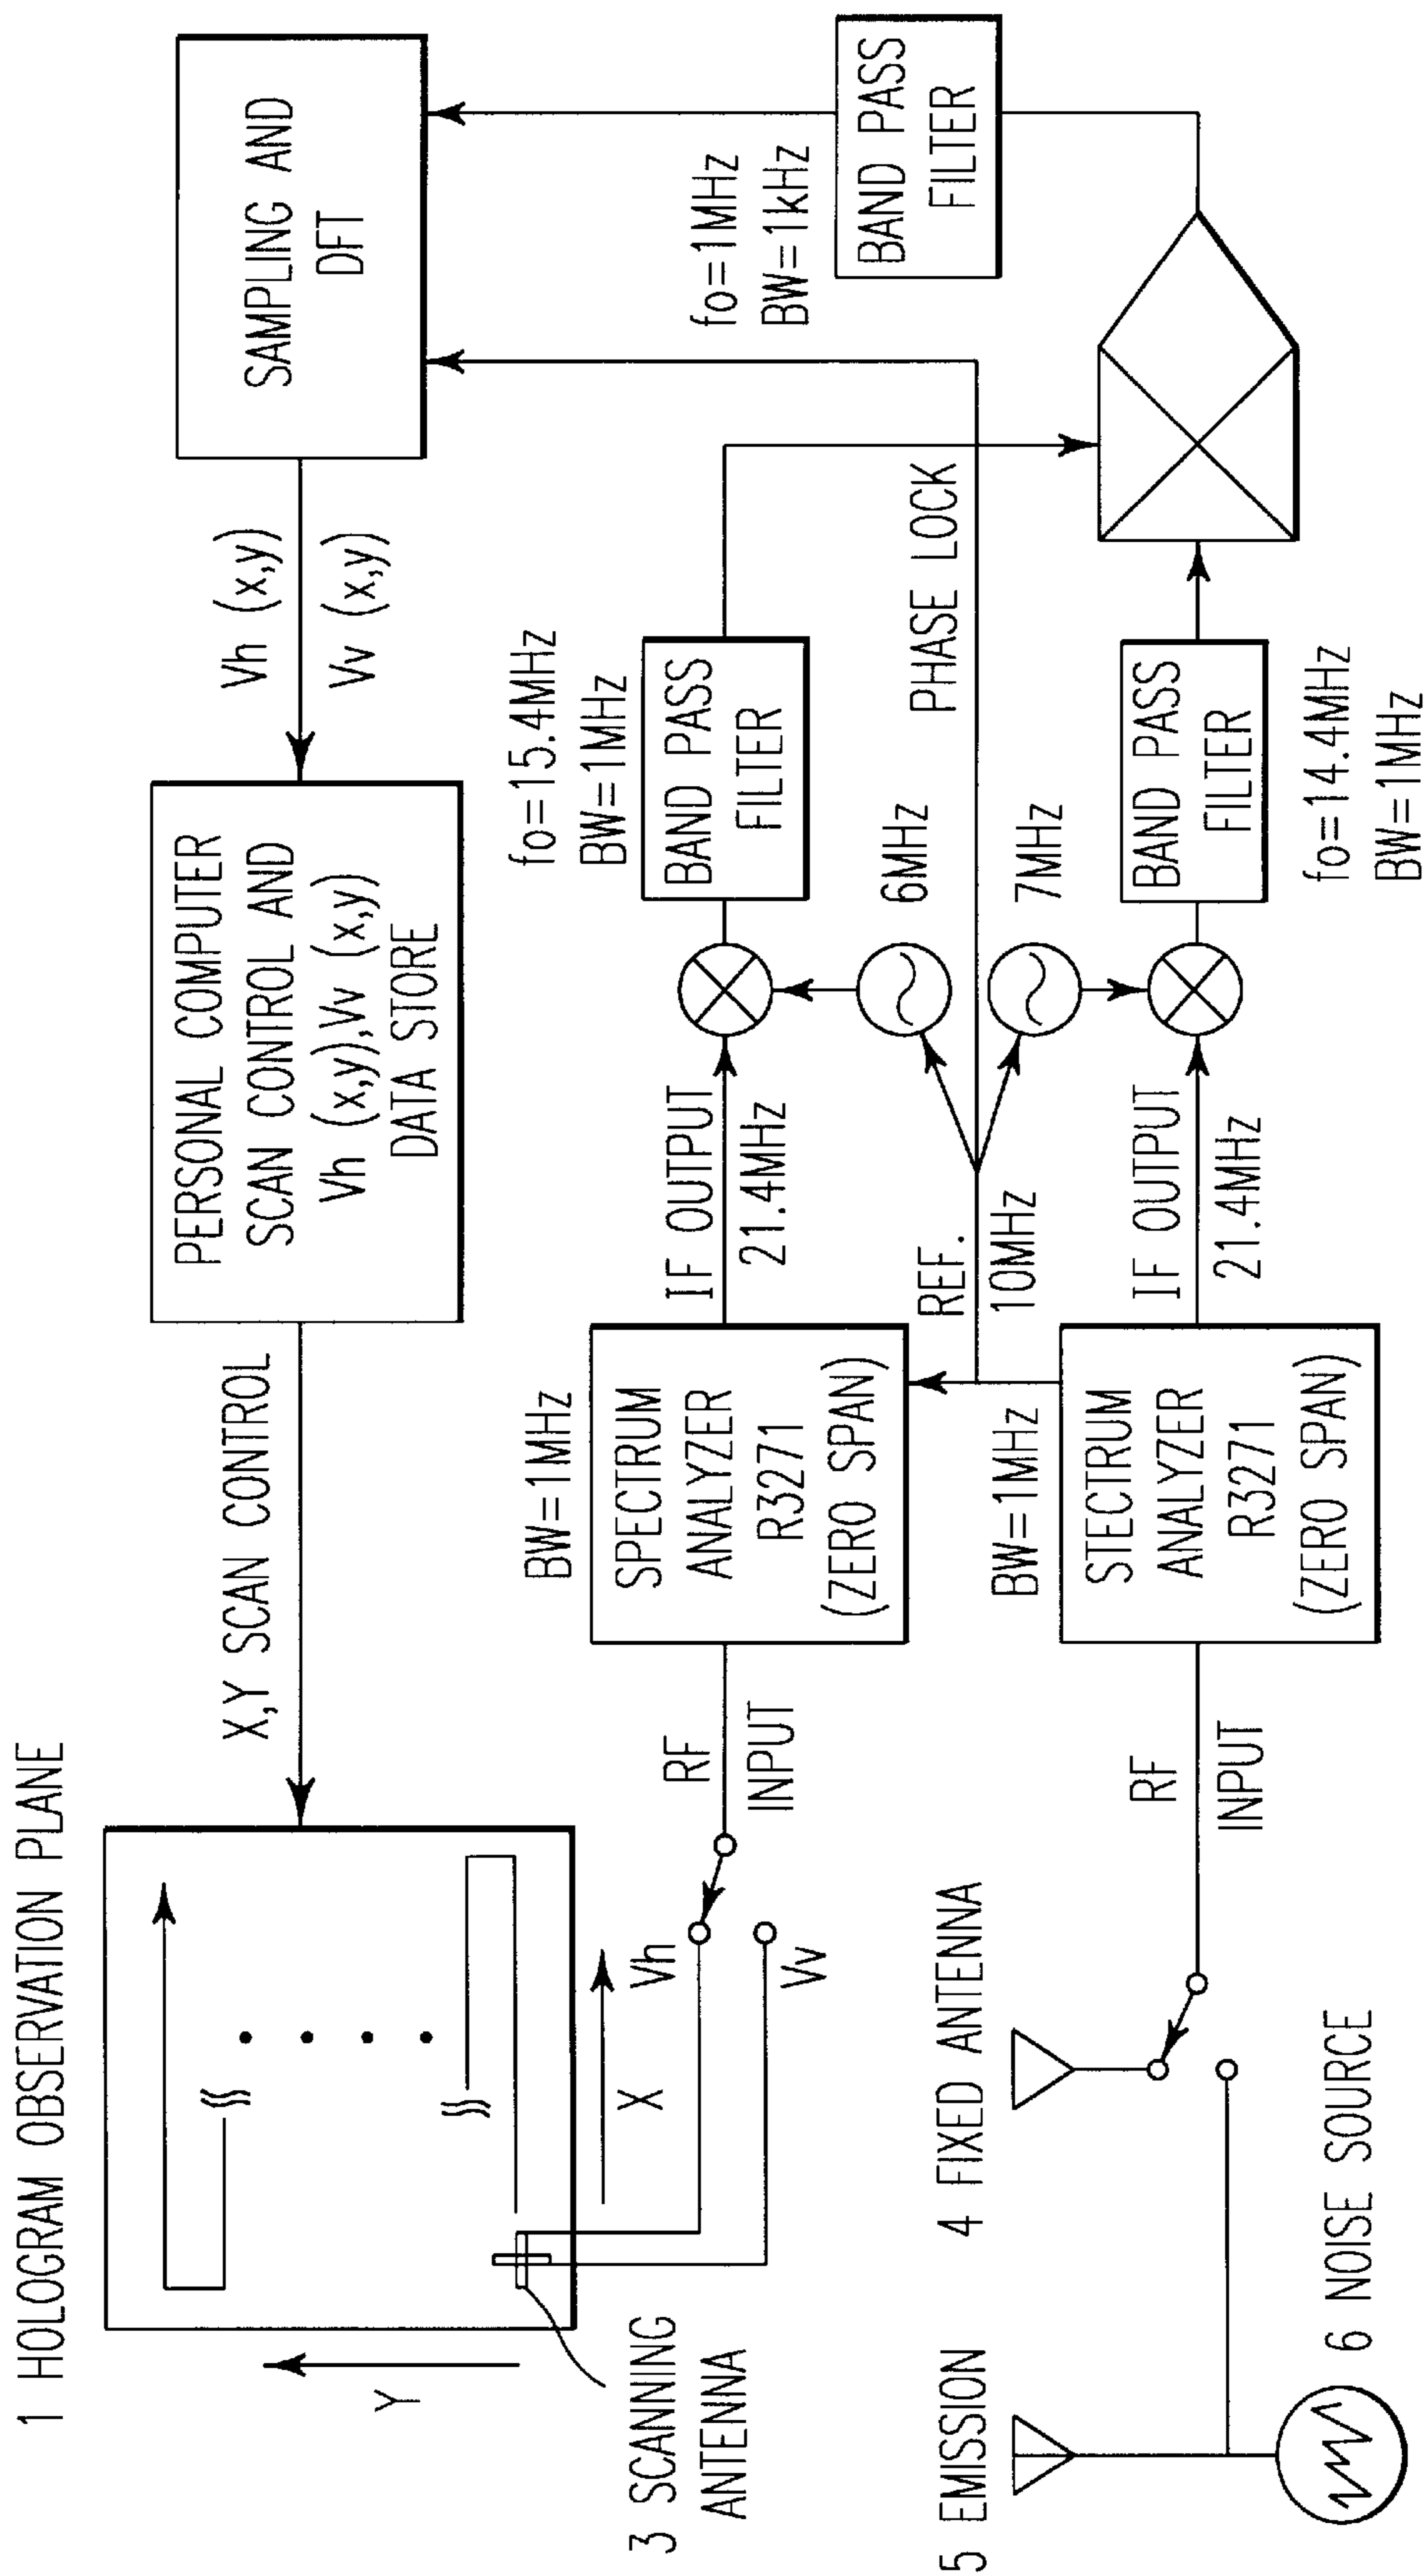 1 HOLOGRAM OBSERVATION PLANE
Y
X
3 SCANNING
ANTENNA
X,Y SCAN CONTROL
PERSONAL COMPUTER
SCAN CONTROL AND
Vh (x,y),Vv (x,y)
DATA STORE
Vh (x,y)
Vv (x,y)
SAMPLING AND
DFT
Vh
Vv
RF
INPUT
BW=1MHz
SPECTRUM
ANALYZER
R3271
(ZERO SPAN)
IF OUTPUT
21.4MHz
fo=15.4MHz
BW=1MHz
BAND PASS
FILTER
6MHz
REF.
10MHz
PHASE LOCK
7MHz
fo=1MHz
BW=1kHz
BAND PASS
FILTER
5 EMISSION
4 FIXED ANTENNA
6 NOISE SOURCE
RF
INPUT
BW=1MHz
STECTRUM
ANALYZER
R3271
(ZERO SPAN)
IF OUTPUT
21.4MHz
BAND PASS
FILTER
fo=14.4MHz
BW=1MHz